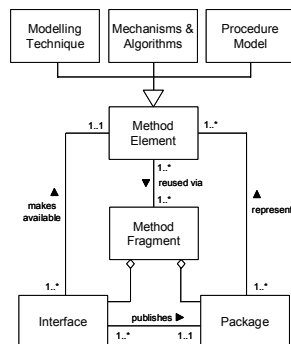 Modelling
Technique
Mechanisms &
Algorithms
Procedure
Model
1..1
Method
Element
1..*
1..*
reused via
makes
available
represent
1..*
Method
Fragment
1..*
1..*
Interface
publishes
Package
1..*
1..1